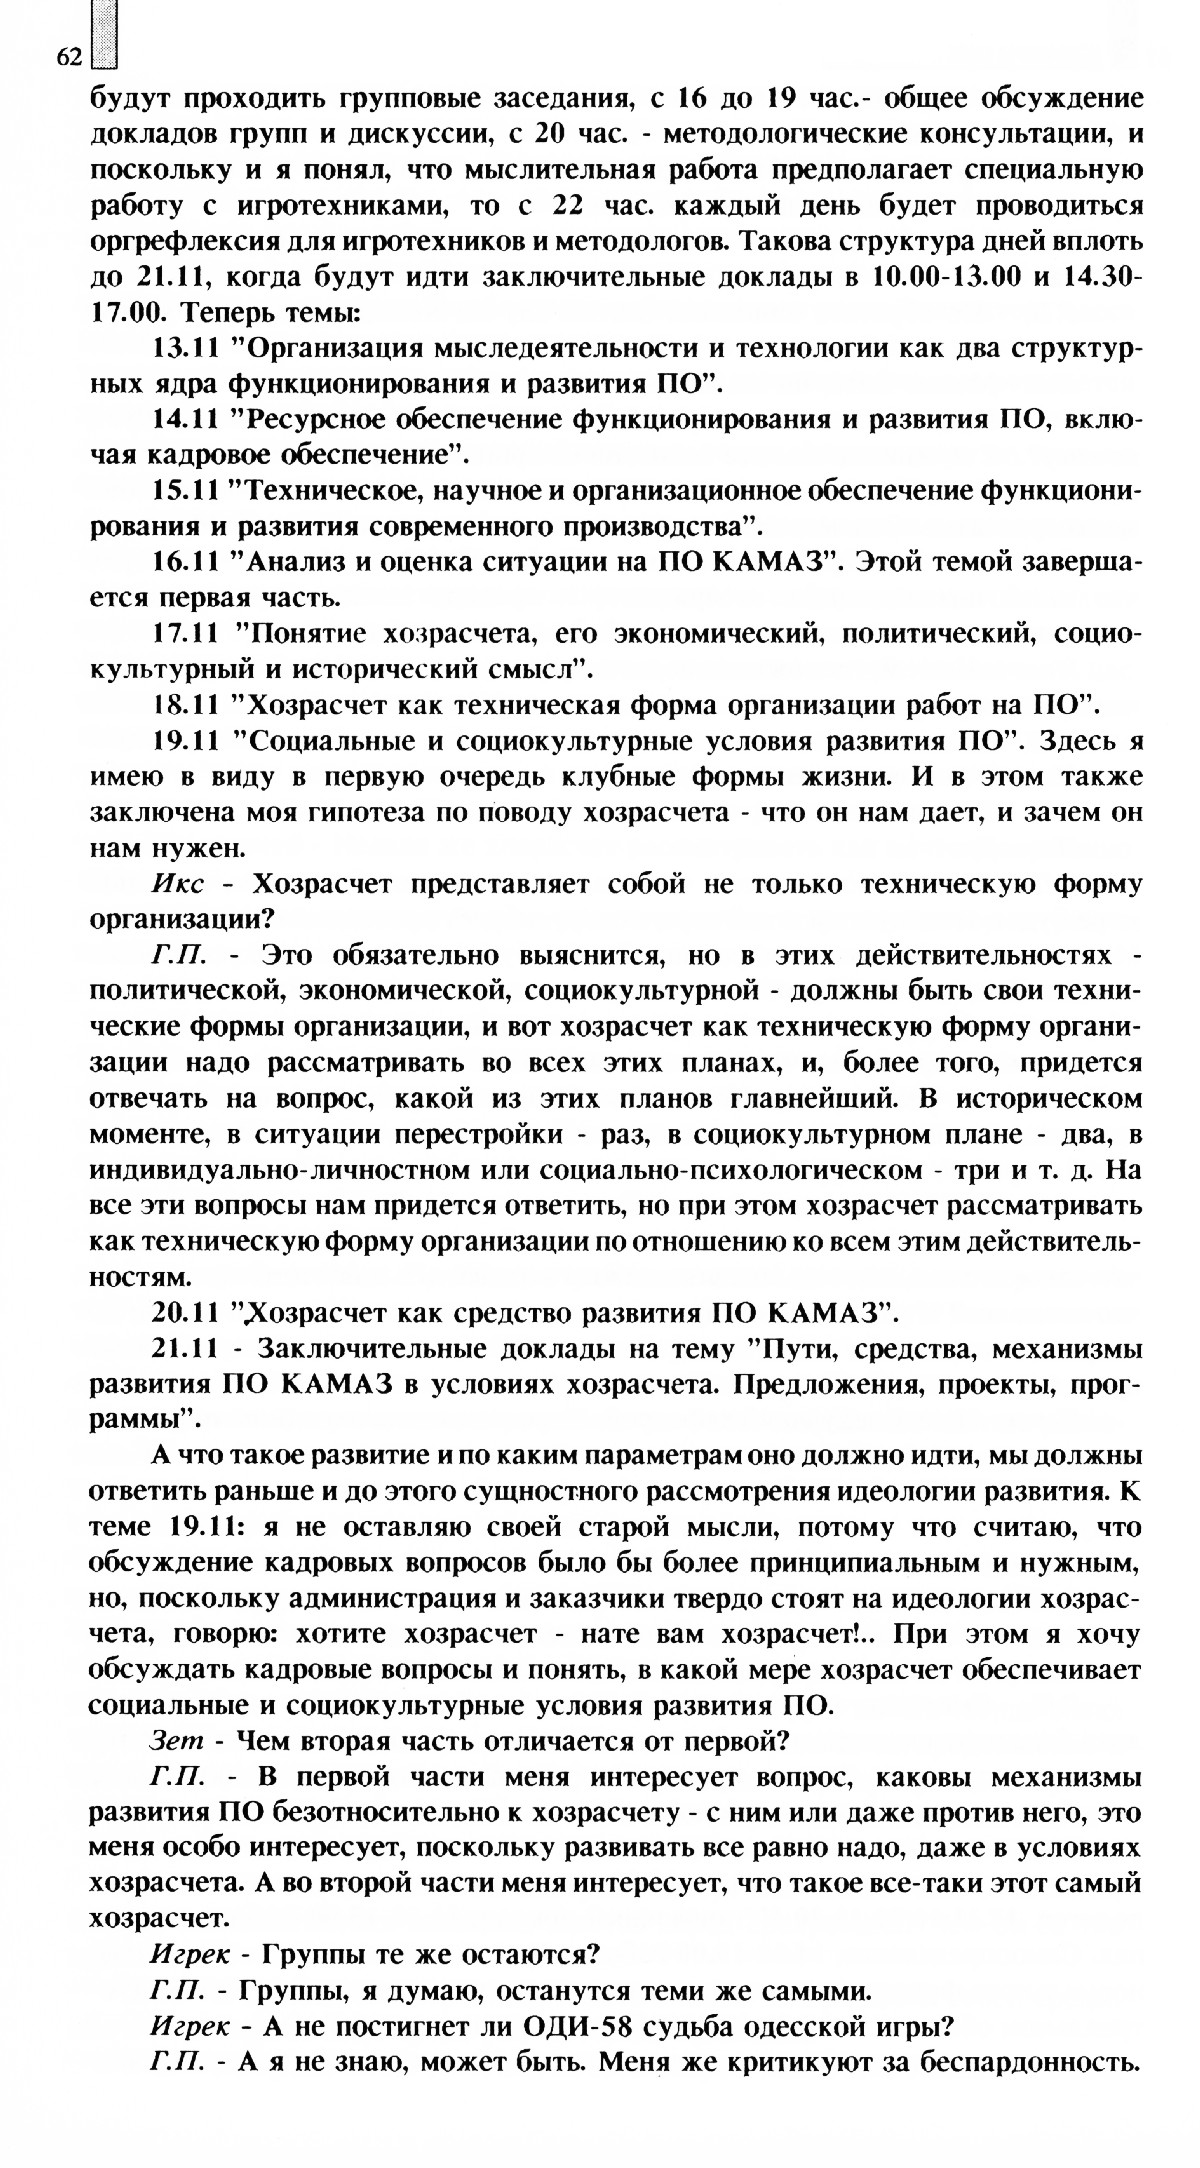 62
будут проходить групповые заседания, с 16 до 19 час.- общее обсуждение
докладов групп и дискуссии, с 20 час. - методологические консультации, и
поскольку и я понял, что мыслительная работа предполагает специальную
работу с игротехниками, то с 22 час. каждый день будет проводиться
оргрефлексия для игротехников и методологов. Такова структура дней вплоть
до 21.11, когда будут идти заключительные доклады в 10.00-13.00 и 14.30-
17.00. Теперь темы:
13.11 ”Организация мыследеятельности и технологии как два структур-
ных ядра функционирования и развития ПО”.
14.11 ”Ресурсное обеспечение функционирования и развития ПО, вклю-
чая кадровое обеспечение”.
15.11 ”Техническое, научное и организационное обеспечение функциони-
рования и развития современного производства”.
16.11 ”Анализ и оценка ситуации на ПО КАМАЗ”. Этой темой заверша-
ется первая часть.
17.11 ”Понятие хозрасчета, его экономический, политический, социо-
культурный и исторический смысл”.
18.11 ”Хозрасчет как техническая форма организации работ на ПО”.
19.11 ”Социальные и социокультурные условия развития ПО”. Здесь я
имею в виду в первую очередь клубные формы жизни. И в этом также
заключена моя гипотеза по поводу хозрасчета - что он нам дает, и зачем он
нам нужен.
Икс - Хозрасчет представляет собой не только техническую форму
организации?
Г.П. - Это обязательно выяснится, но в этих действительностях -
политической, экономической, социокультурной - должны быть свои техни-
ческие формы организации, и вот хозрасчет как техническую форму органи-
зации надо рассматривать во всех этих планах, и, более того, придется
отвечать на вопрос, какой из этих планов главнейший. В историческом
моменте, в ситуации перестройки - раз, в социокультурном плане - два, в
индивидуально-личностном или социально-психологическом - три и т. д. На
все эти вопросы нам придется ответить, но при этом хозрасчет рассматривать
как техническую форму организации по отношению ко всем этим действитель-
ностям.
20.11 ”Хозрасчет как средство развития ПО КАМАЗ”.
21.11 - Заключительные доклады на тему ”Пути, средства, механизмы
развития ПО КАМАЗ в условиях хозрасчета. Предложения, проекты, прог-
раммы”.
А что такое развитие и по каким параметрам оно должно идти, мы должны
ответить раньше и до этого сущностного рассмотрения идеологии развития. К
теме 19.11: я не оставляю своей старой мысли, потому что считаю, что
обсуждение кадровых вопросов было бы более принципиальным и нужным,
но, поскольку администрация и заказчики твердо стоят на идеологии хозрас-
чета, говорю: хотите хозрасчет - нате вам хозрасчет!.. При этом я хочу
обсуждать кадровые вопросы и понять, в какой мере хозрасчет обеспечивает
социальные и социокультурные условия развития ПО.
Зет - Чем вторая часть отличается от первой?
Г.П. - В первой части меня интересует вопрос, каковы механизмы
развития ПО безотносительно к хозрасчету - с ним или даже против него, это
меня особо интересует, поскольку развивать все равно надо, даже в условиях
хозрасчета. А во второй части меня интересует, что такое все-таки этот самый
хозрасчет.
Игрек - Группы те же остаются?
Г.П. - Группы, я думаю, останутся теми же самыми.
Игрек - А не постигнет ли ОДИ-58 судьба одесской игры?
Г.П. - А я не знаю, может быть. Меня же критикуют за беспардонность.